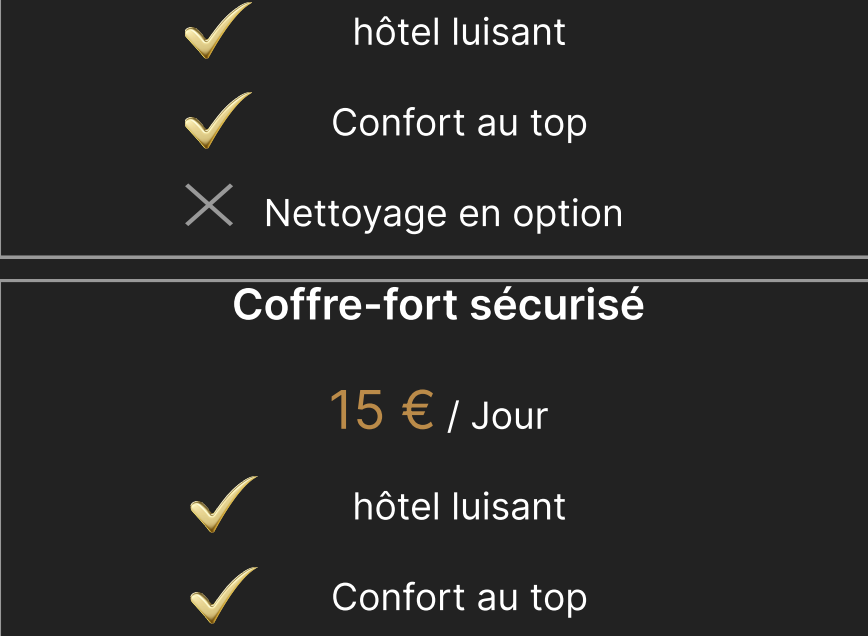 hôtel luisant
Confort au top
Nettoyage en option
Coffre-fort sécurisé
15 € / Jour
hôtel luisant
Confort au top